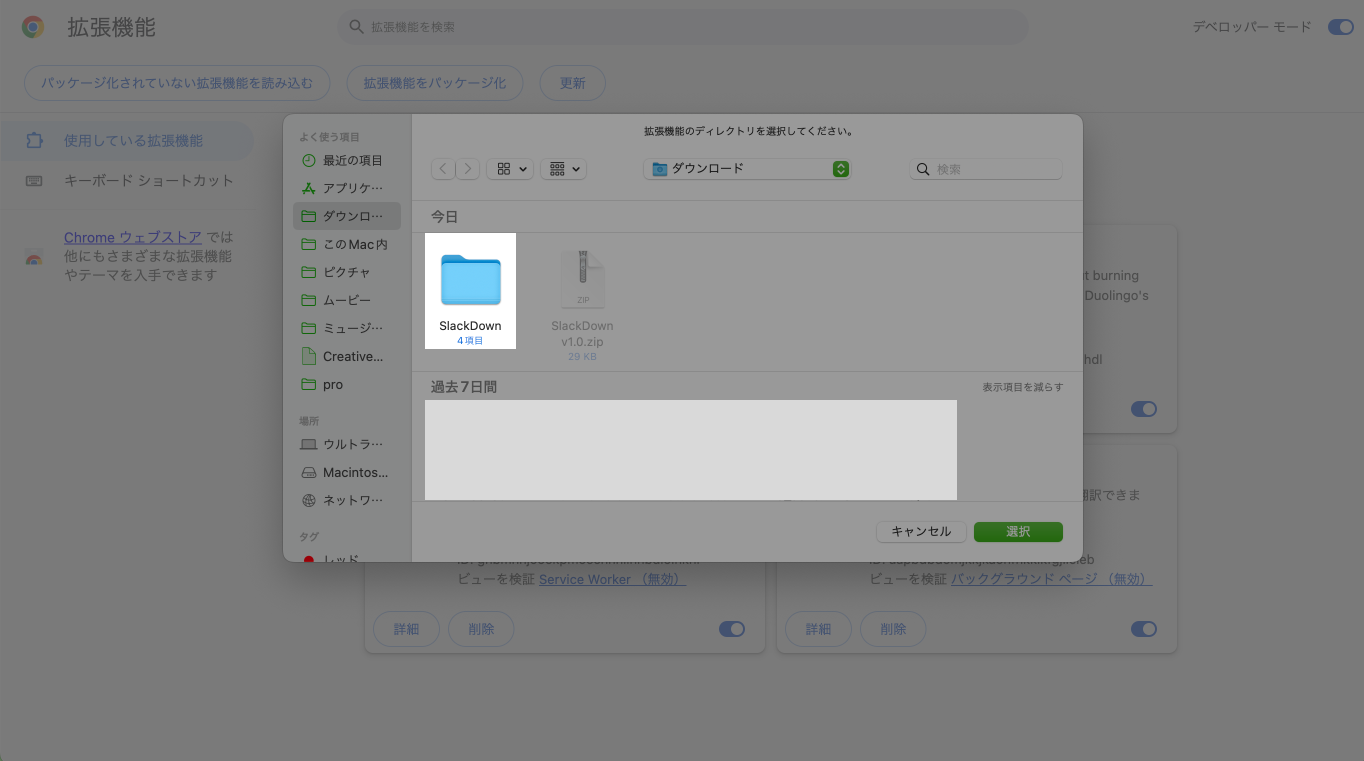 拡張機能
拡張機能を検索
デベロッパー モード
パッケージ化されていない拡張機能を読み込む
拡張機能をパッケージ化
更新
使用している拡張機能
キーボード ショートカット
Chrome ウェブストア では
他にもさまざまな拡張機能
やテーマを入手できます
よく使う項目
最近の項目
アプリケ…
ダウンロ…
このMac内
ピクチャ
ムービー
ミュージ…
Creative…
pro
場所
ウルトラ…
Macintos…
ネットワ…
タグ
レッド
拡張機能のディレクトリを選択してください。
ダウンロード
検索
今日
SlackDown
4項目
ZIP
SlackDown
v1.0.zip
29 KB
過去7日間
表示項目を減らす
キャンセル
選択
t burning
Duolingo's
hdl
翻訳できま
ビューを検証 Service Worker （無効）
詳細
削除
ビューを検証 バックグラウンド ページ （無効）
詳細
削除